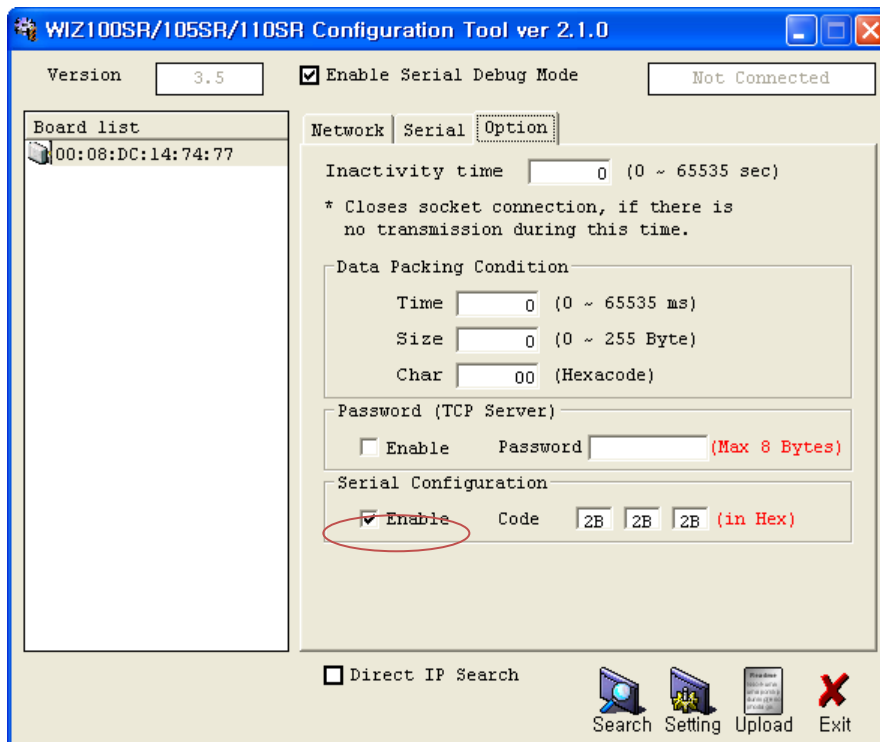 WIZ100SR/105SR/110SR Configuration Tool ver 2.1.0
Version 3.5 Enable Serial Debug Mode Not Connected
Board list
00:08:DC:14:74:77
Network Serial Option
Inactivity time 0 (0 ~ 65535 sec)
* Closes socket connection, if there is
no transmission during this time.
Data Packing Condition
Time 0 (0 ~ 65535 ms)
Size 0 (0 ~ 255 Byte)
Char 00 (Hexacode)
Password (TCP Server)
Enable Password (Max 8 Bytes)
Serial Configuration
Enable Code 2B 2B 2B (in Hex)
Direct IP Search
Search Setting Upload Exit